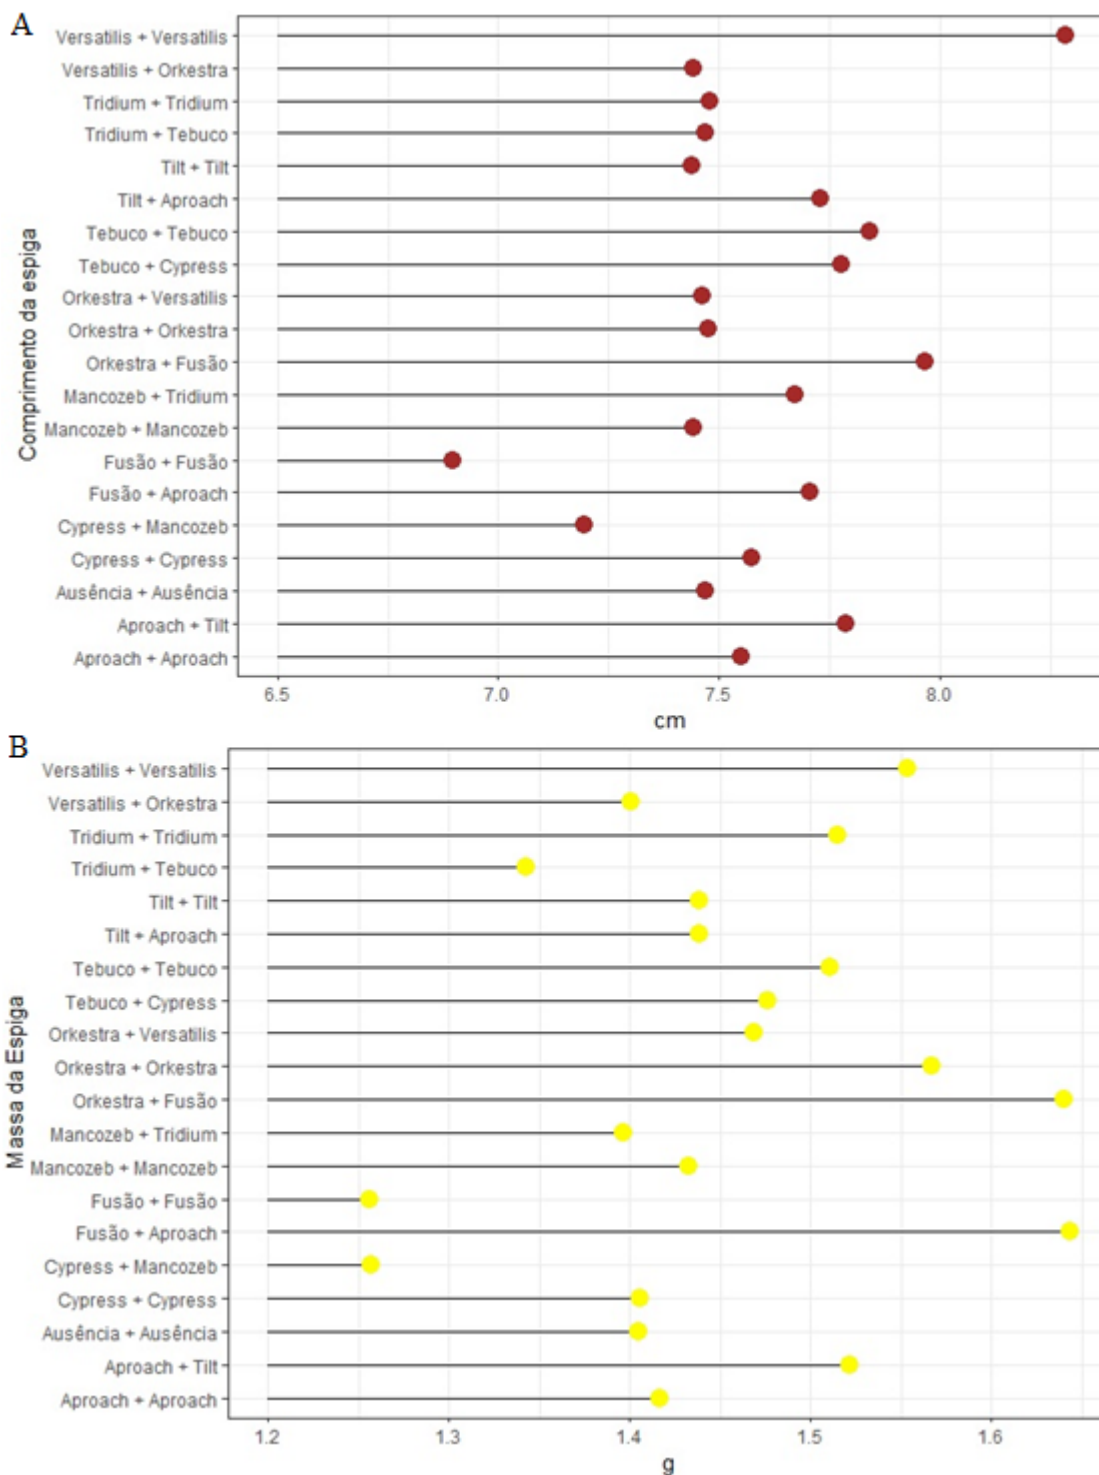 A
Versatilis + Versatilis
Versatilis + Orkestra
Tridium + Tridium
Tridium + Tebuco
Tilt + Tilt
Tilt + Aproach
Tebuco + Tebuco
Tebuco + Cypress
Orkestra + Versatilis
Orkestra + Orkestra
Orkestra + Fusão
Mancozeb + Tridium
Mancozeb + Mancozeb
Fusão + Fusão
Fusão + Aproach
Cypress + Mancozeb
Cypress + Cypress
Ausência + Ausência
Aproach + Tilt
Aproach + Aproach
Comprimento da espiga
6.5 7.0 7.5 8.0
cm
B
Versatilis + Versatilis
Versatilis + Orkestra
Tridium + Tridium
Tridium + Tebuco
Tilt + Tilt
Tilt + Aproach
Tebuco + Tebuco
Tebuco + Cypress
Orkestra + Versatilis
Orkestra + Orkestra
Orkestra + Fusão
Mancozeb + Tridium
Mancozeb + Mancozeb
Fusão + Fusão
Fusão + Aproach
Cypress + Mancozeb
Cypress + Cypress
Ausência + Ausência
Aproach + Tilt
Aproach + Aproach
Massa da Espiga
1.2 1.3 1.4 1.5 1.6
g